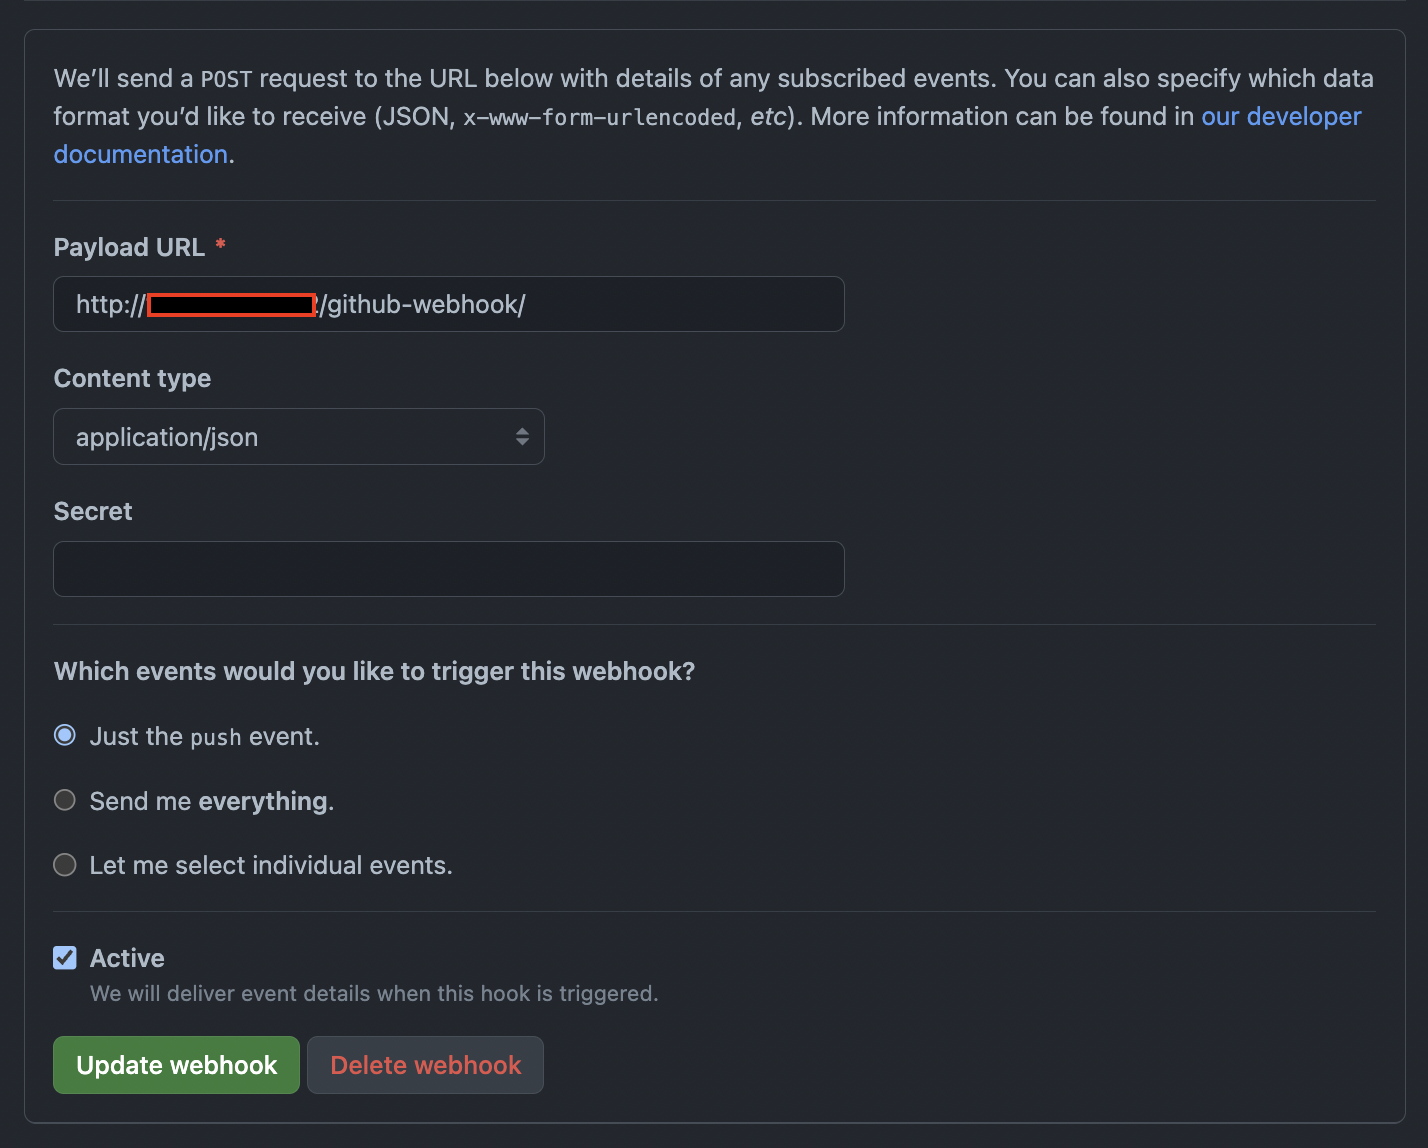 We’ll send a POST request to the URL below with details of any subscribed events. You can also specify which data
format you’d like to receive (JSON, x-www-form-urlencoded, etc). More information can be found in our developer
documentation.
Payload URL *
http:///github-webhook/
Content type
application/json
Secret
Which events would you like to trigger this webhook?
Just the push event.
Send me everything.
Let me select individual events.
Active
We will deliver event details when this hook is triggered.
Update webhook
Delete webhook